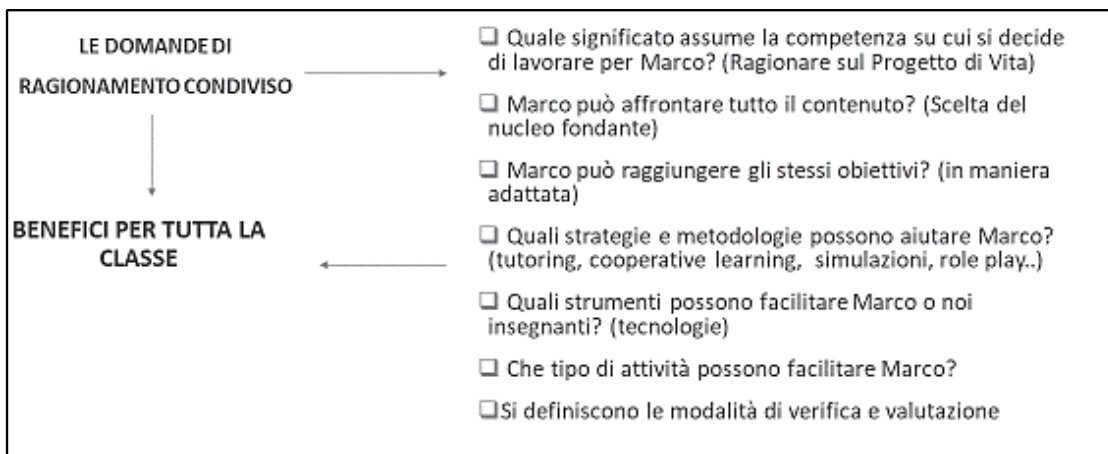 LE DOMANDE DI
RAGIONAMENTO CONDIVISO
BENEFICI PER TUTTA LA
CLASSE
❑ Quale significato assume la competenza su cui si decide
di lavorare per Marco? (Ragionare sul Progetto di Vita)
❑ Marco può affrontare tutto il contenuto? (Scelta del
nucleo fondante)
❑ Marco può raggiungere gli stessi obiettivi? (in maniera
adattata)
❑ Quali strategie e metodologie possono aiutare Marco?
(tutoring, cooperative learning, simulazioni, role play..)
❑ Quali strumenti possono facilitare Marco o noi
insegnanti? (tecnologie)
❑ Che tipo di attività possono facilitare Marco?
❑Si definiscono le modalità di verifica e valutazione